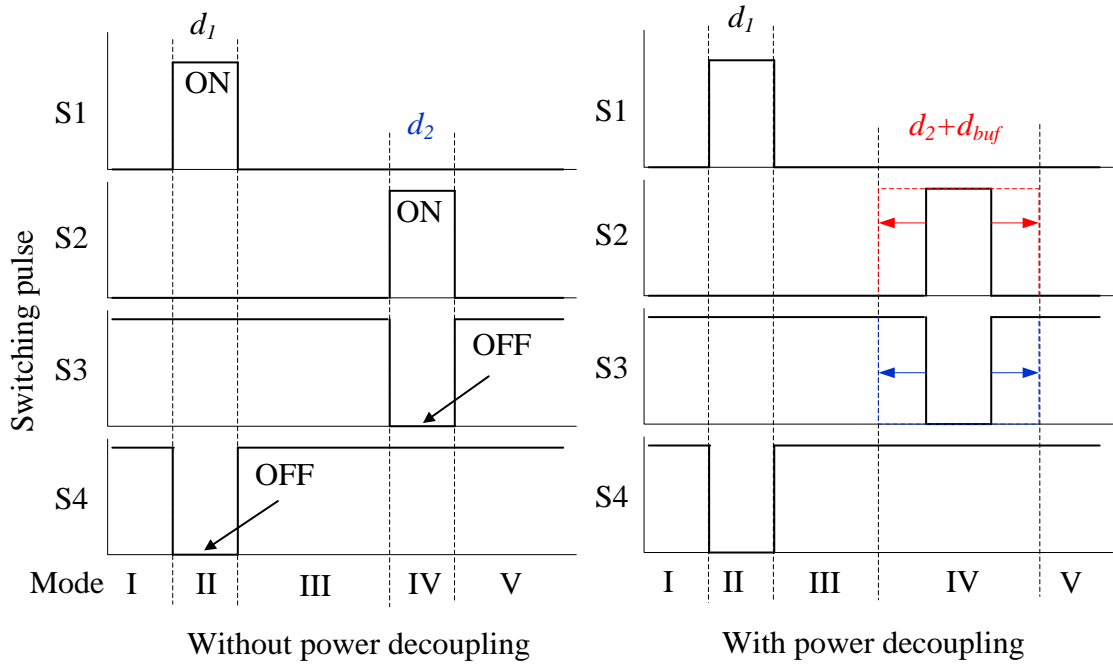 Switching pulse
d1
S1
ON
d2
S2
ON
S3
OFF
S4
OFF
Mode I II III IV V
Without power decoupling
d1
S1
d2+dbuf
S2
S3
S4
I II III IV V
With power decoupling